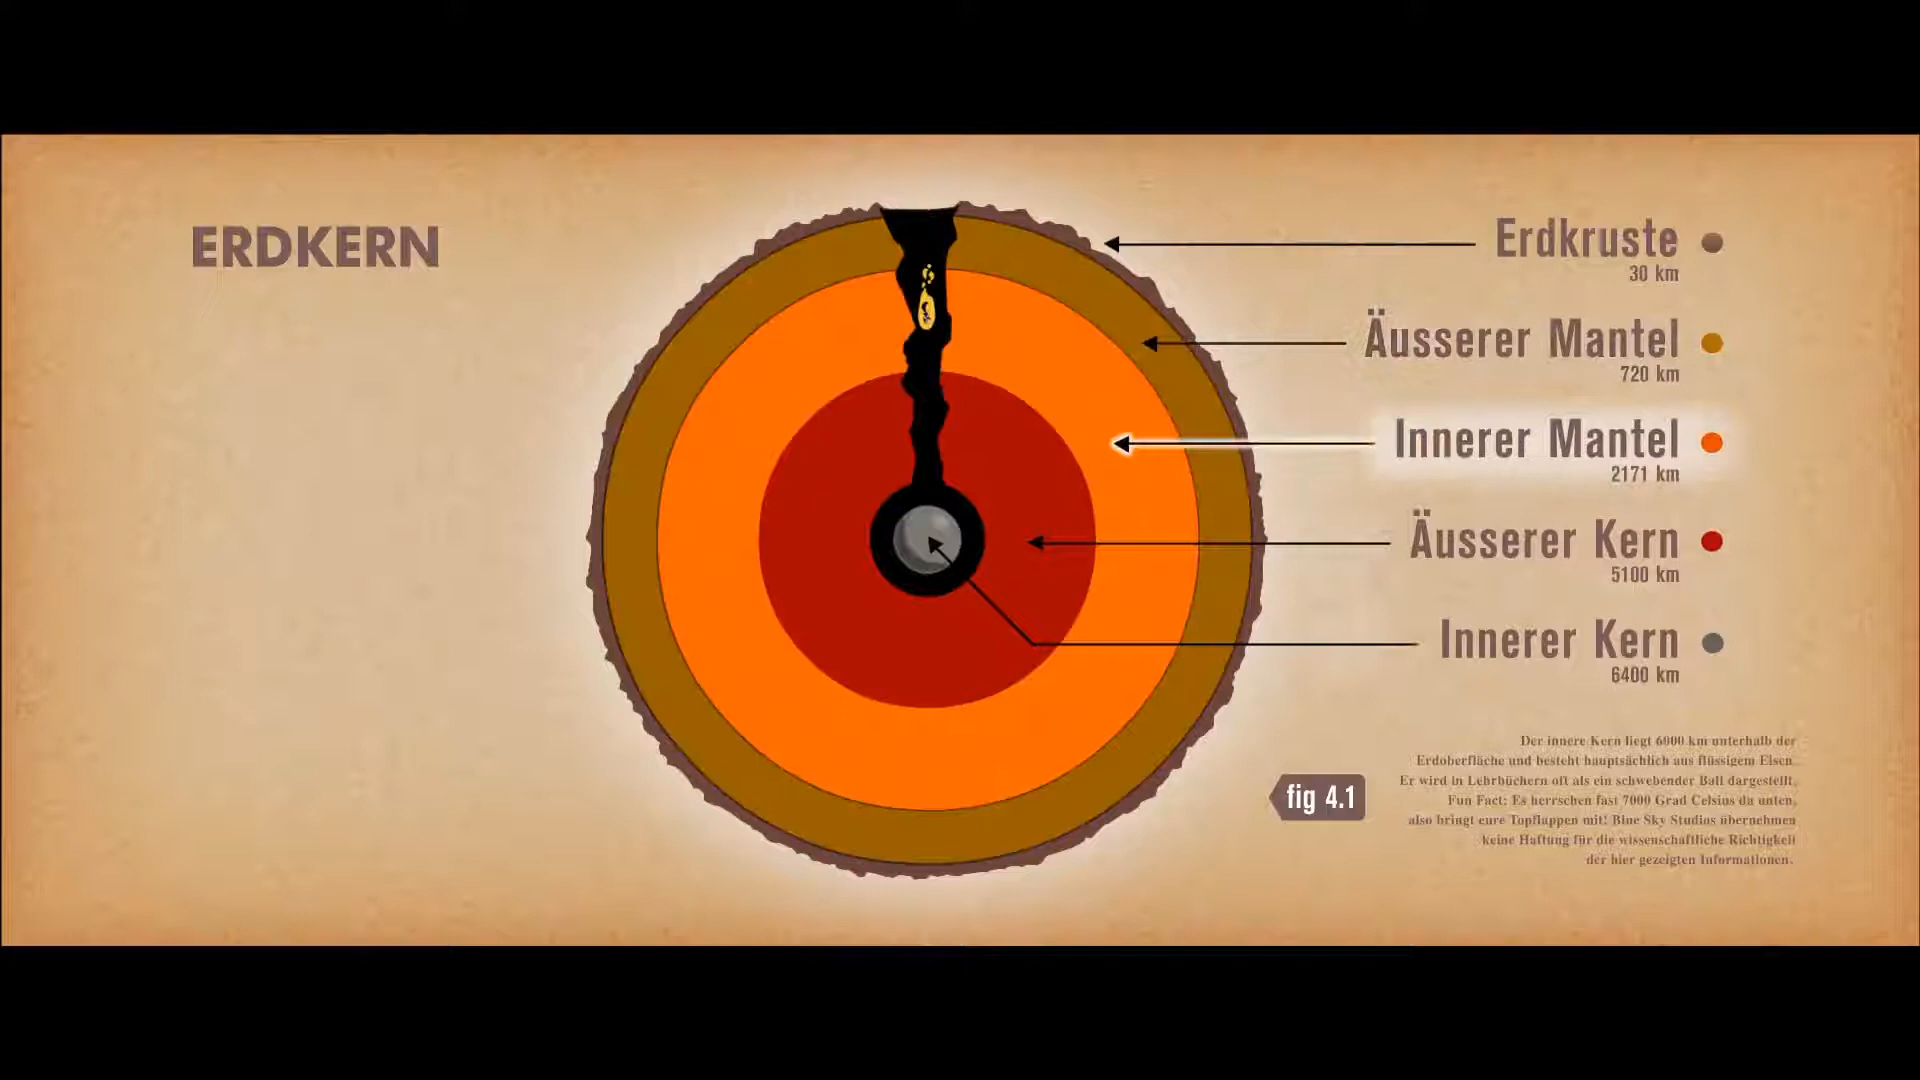 ERDKERN
Erdkruste
30 km
Äusserer Mantel
720 km
Innerer Mantel
2171 km
Äusserer Kern
5100 km
Innerer Kern
6400 km
fig 4.1
Der innere Kern liegt 6000 km unterhalb der
Erdoberfläche und besteht hauptsächlich aus flüssigem Eisen.
Er wird in Lehrbüchern oft als ein schwebender Ball dargestellt.
Fun Fact: Es herrschen fast 7000 Grad Celsius da unten,
also bringt eure Topflappen mit! Blue Sky Studios übernehmen
keine Haftung für die wissenschaftliche Richtigkeit
der hier gezeigten Informationen.